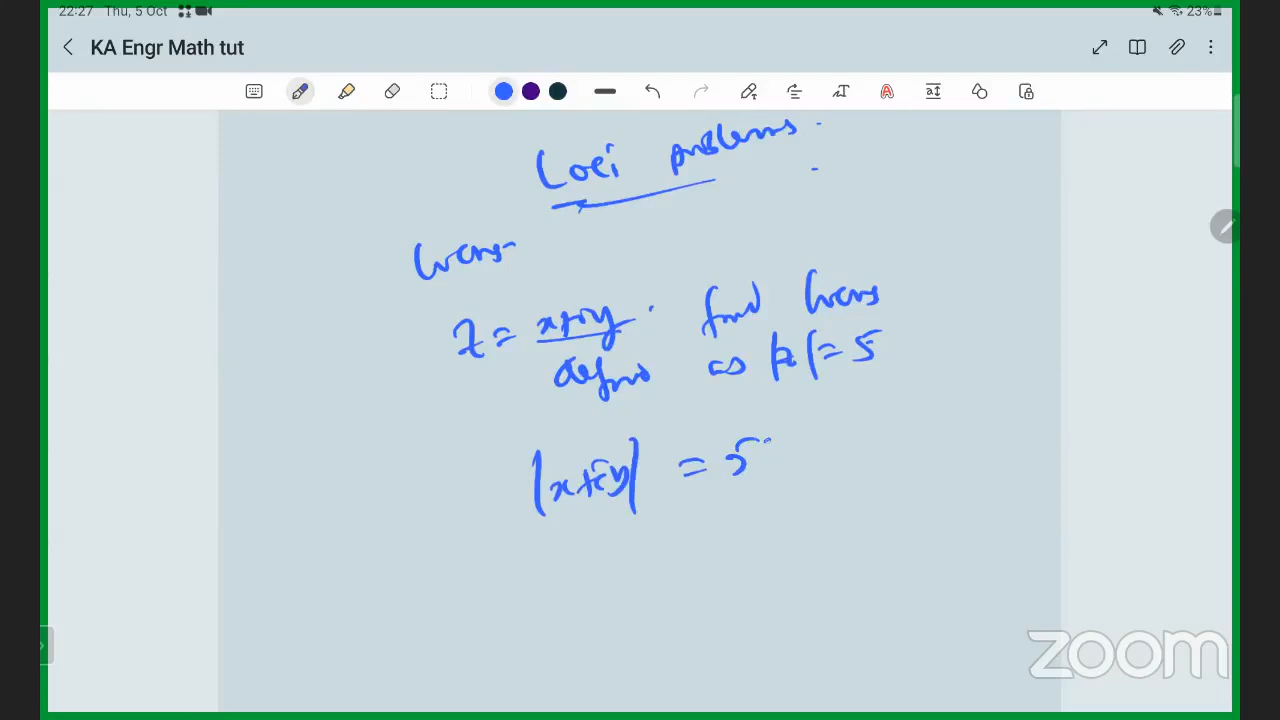 22:27 Thu, 5 Oct 23%
KA Engr Math tut
Loci problems.
Locus
Z = x+iy. find locus
define as |z| = 5
|x+iy| = 5
zoom